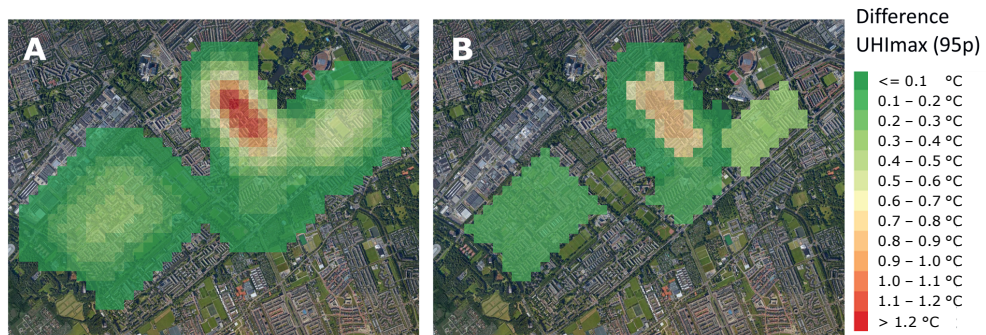 A
B
Difference
UHImax (95p)
<= 0.1 °C
0.1 – 0.2 °C
0.2 – 0.3 °C
0.3 – 0.4 °C
0.4 – 0.5 °C
0.5 – 0.6 °C
0.6 – 0.7 °C
0.7 – 0.8 °C
0.8 – 0.9 °C
0.9 – 1.0 °C
1.0 – 1.1 °C
1.1 – 1.2 °C
> 1.2 °C